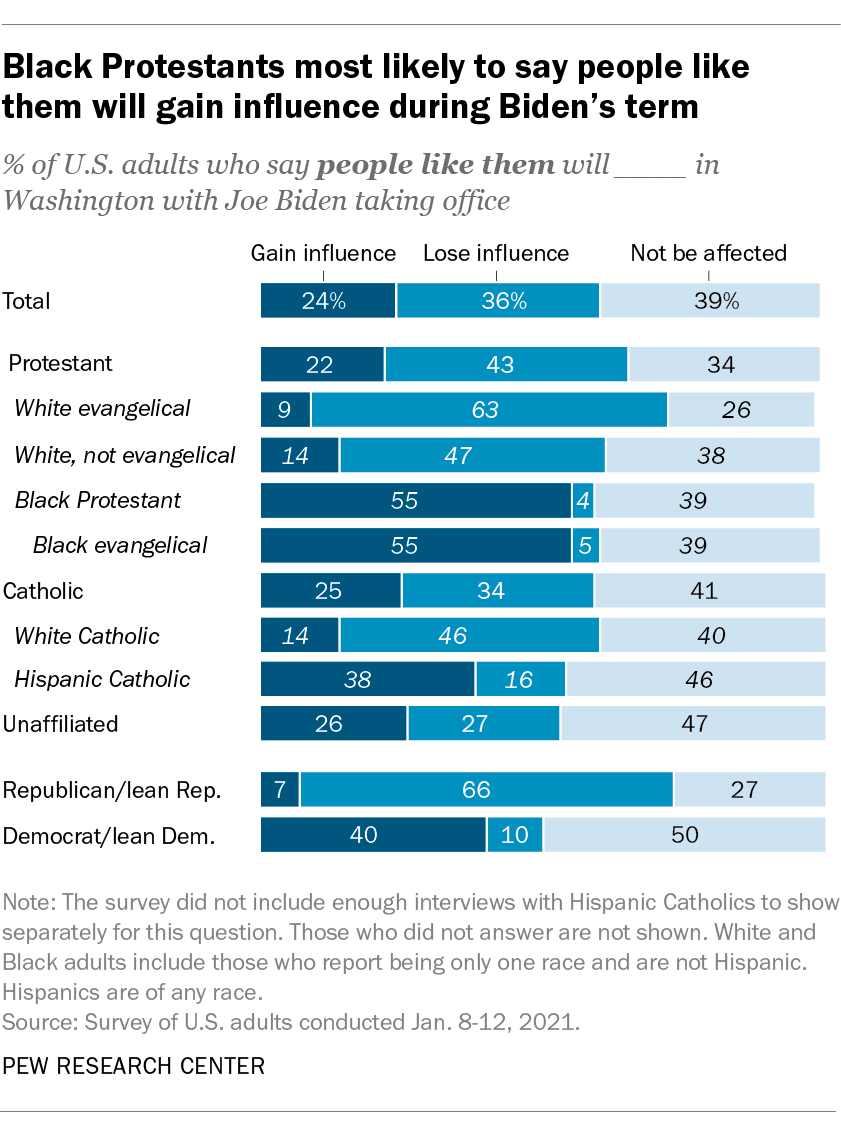 Black Protestants most likely to say people like
them will gain influence during Biden’s term
% of U.S. adults who say people like them will ____ in
Washington with Joe Biden taking office
Gain influence Lose influence Not be affected
Total 24% 36% 39%
Protestant 22 43 34
White evangelical 9 63 26
White, not evangelical 14 47 38
Black Protestant 55 4 39
Black evangelical 55 5 39
Catholic 25 34 41
White Catholic 14 46 40
Hispanic Catholic 38 16 46
Unaffiliated 26 27 47
Republican/lean Rep. 7 66 27
Democrat/lean Dem. 40 10 50
Note: The survey did not include enough interviews with Hispanic Catholics to show
separately for this question. Those who did not answer are not shown. White and
Black adults include those who report being only one race and are not Hispanic.
Hispanics are of any race.
Source: Survey of U.S. adults conducted Jan. 8-12, 2021.
PEW RESEARCH CENTER